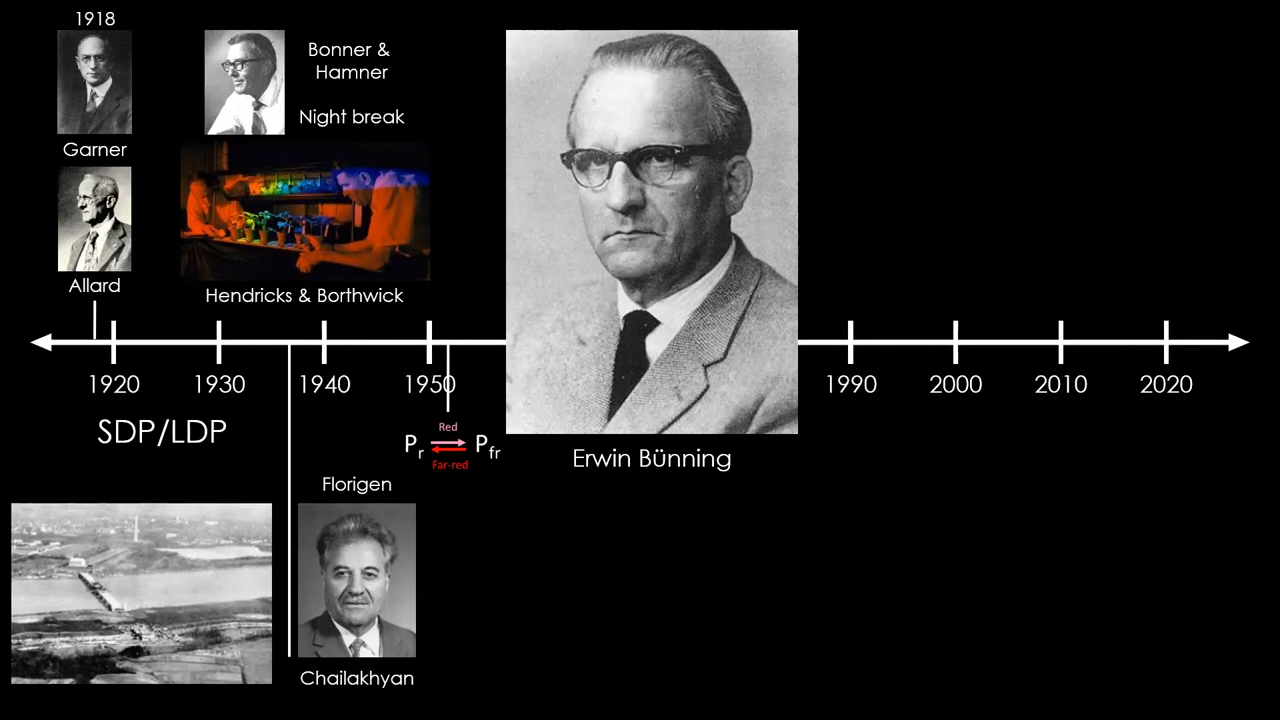 1918
Garner
Allard
Bonner &
Hamner
Night break
Hendricks & Borthwick
1920
1930
1940
1950
1990
2000
2010
2020
SDP/LDP
Red
Pr
Pfr
Far-red
Erwin Bünning
Florigen
Chailakhyan